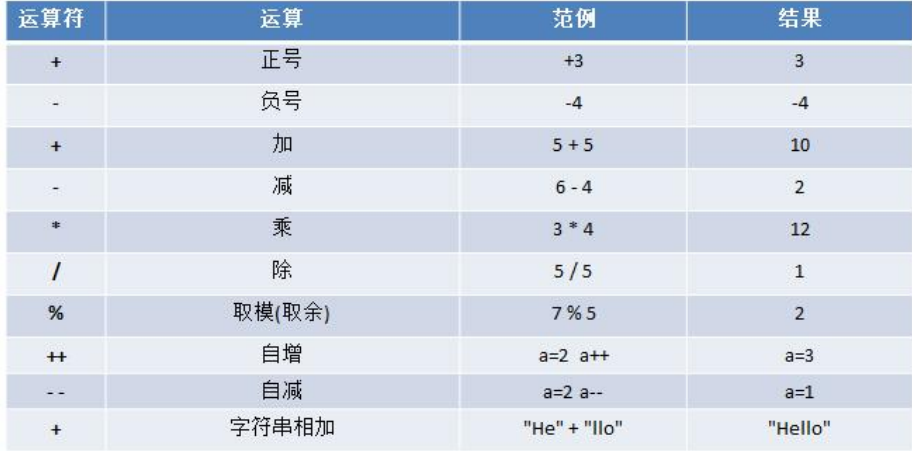 运算符 运算 范例 结果
+ 正号 +3 3
- 负号 -4 -4
+ 加 5 + 5 10
- 减 6 - 4 2
* 乘 3 * 4 12
/ 除 5 / 5 1
% 取模(取余) 7 % 5 2
++ 自增 a=2 a++ a=3
- - 自减 a=2 a-- a=1
+ 字符串相加 "He" + "llo" "Hello"